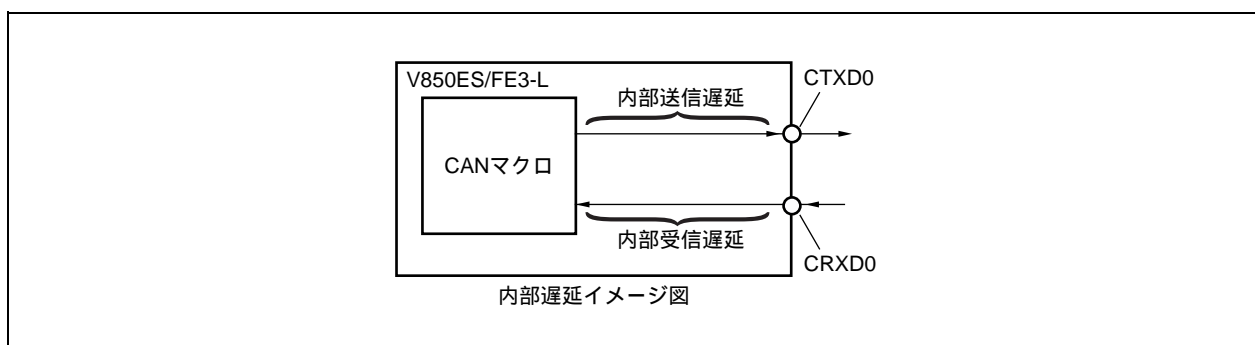 V850ES/FE3-L
CTXD0
内部送信遅延
CANマクロ
内部受信遅延
CRXD0
内部遅延イメージ図